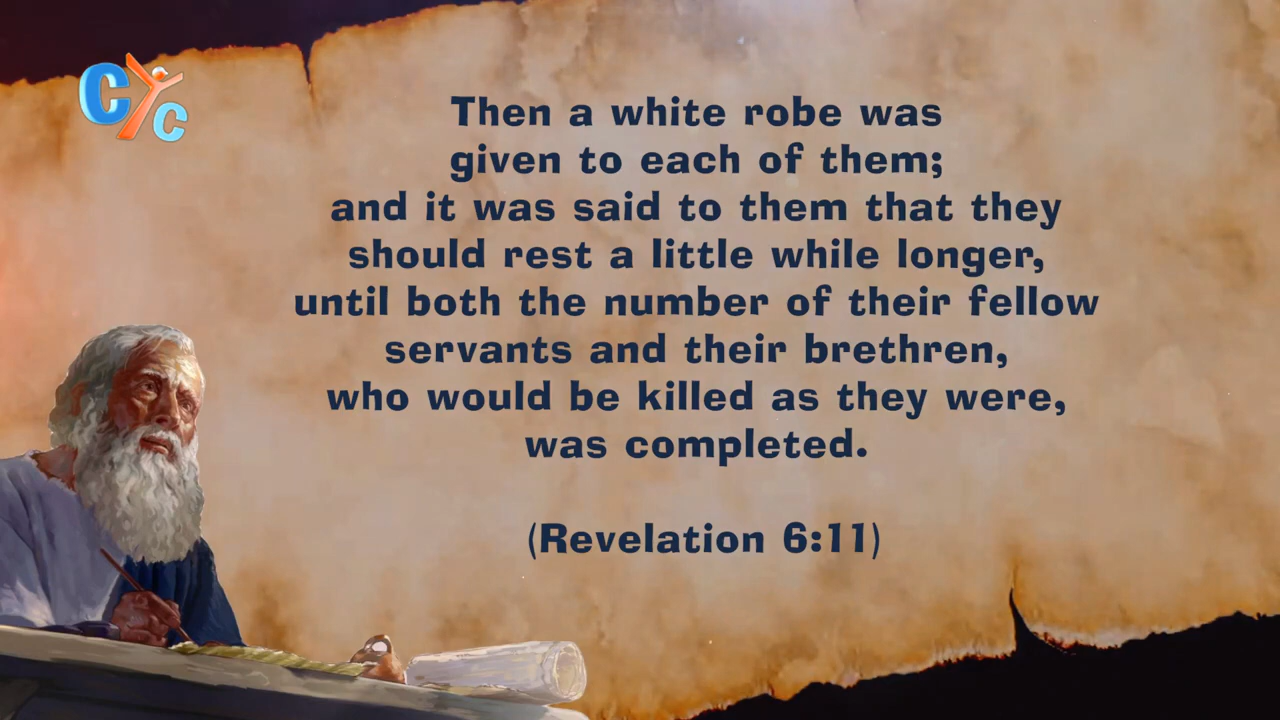 CYC
Then a white robe was
given to each of them;
and it was said to them that they
should rest a little while longer,
until both the number of their fellow
servants and their brethren,
who would be killed as they were,
was completed.
(Revelation 6:11)